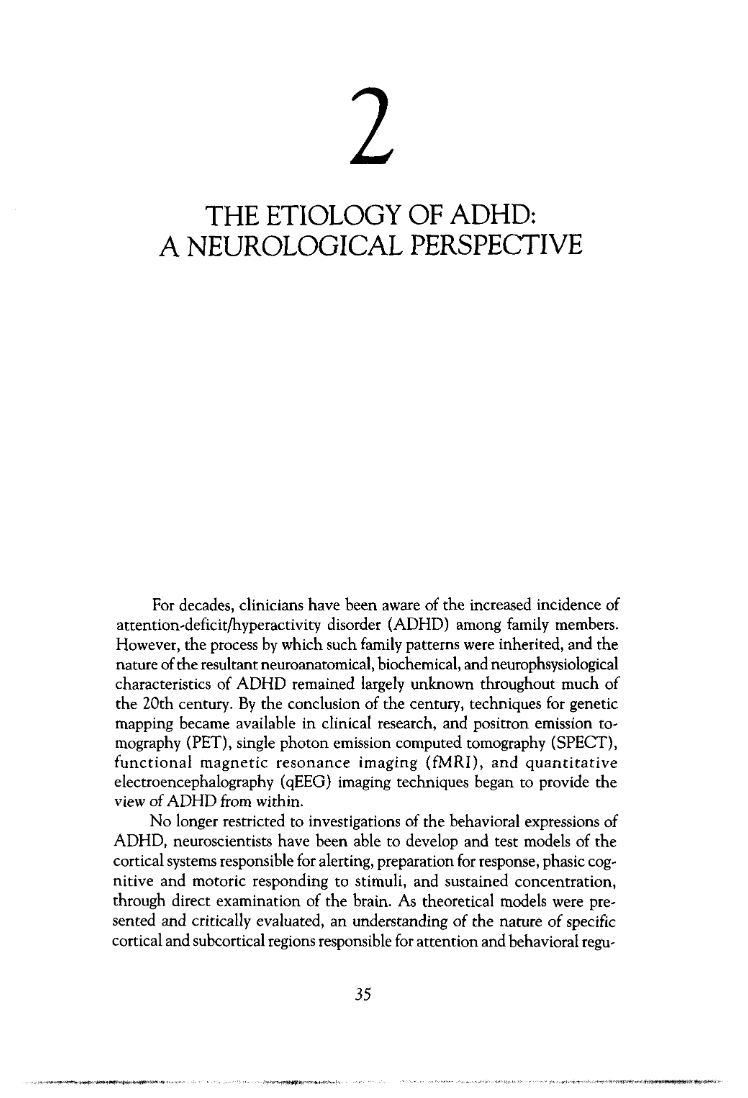 2
THE ETIOLOGY OF ADHD:
A NEUROLOGICAL PERSPECTIVE
For decades, clinicians have been aware of the increased incidence of
attention-deficit/hyperactivity disorder (ADHD) among family members.
However, the process by which such family patterns were inherited, and the
nature of the resultant neuroanatomical, biochemical, and neurophsysiological
characteristics of ADHD remained largely unknown throughout much of
the 20th century. By the conclusion of the century, techniques for genetic
mapping became available in clinical research, and positron emission to-
mography (PET), single photon emission computed tomography (SPECT),
functional magnetic resonance imaging (fMRI), and quantitative
electroencephalography (qEEG) imaging techniques began to provide the
view of ADHD from within.
No longer restricted to investigations of the behavioral expressions of
ADHD, neuroscientists have been able to develop and test models of the
cortical systems responsible for alerting, preparation for response, phasic cog-
nitive and motoric responding to stimuli, and sustained concentration,
through direct examination of the brain. As theoretical models were pre-
sented and critically evaluated, an understanding of the nature of specific
cortical and subcortical regions responsible for attention and behavioral regu-
35